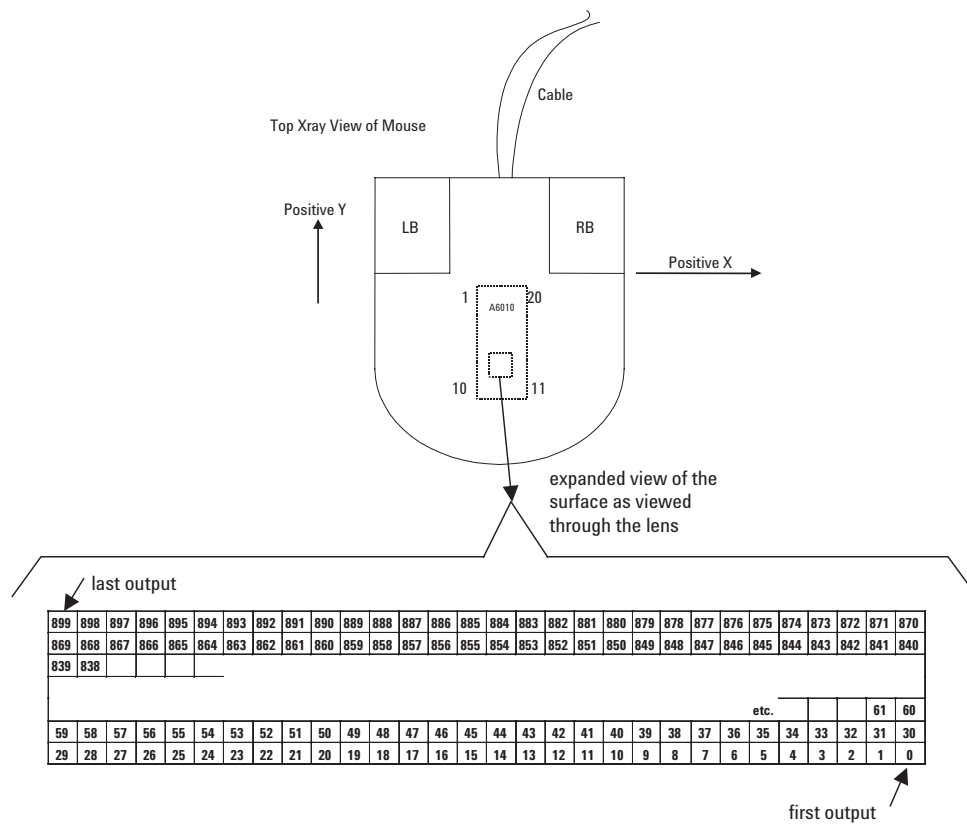 Cable
Top Xray View of Mouse
Positive Y
LB
RB
Positive X
1
20
A6010
10
11
expanded view of the
surface as viewed
through the lens
last output
899 898 897 896 895 894 893 892 891 890 889 888 887 886 885 884 883 882 881 880 879 878 877 876 875 874 873 872 871 870
869 868 867 866 865 864 863 862 861 860 859 858 857 856 855 854 853 852 851 850 849 848 847 846 845 844 843 842 841 840
839 838
etc. 61 60
59 58 57 56 55 54 53 52 51 50 49 48 47 46 45 44 43 42 41 40 39 38 37 36 35 34 33 32 31 30
29 28 27 26 25 24 23 22 21 20 19 18 17 16 15 14 13 12 11 10 9 8 7 6 5 4 3 2 1 0
first output